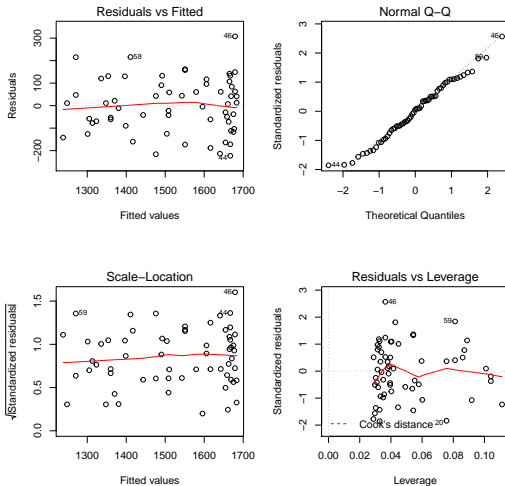 Residuals vs Fitted
Residuals
300
100
0
−200
46
58
44
1300 1400 1500 1600 1700
Fitted values
Normal Q−Q
Standardized residuals
3
2
1
0
−1
−2
46
59
44
−2 −1 0 1 2
Theoretical Quantiles
Scale−Location
√|Standardized residuals|
1.5
1.0
0.5
0.0
46
59
44
1300 1400 1500 1600 1700
Fitted values
Residuals vs Leverage
Standardized residuals
3
2
1
0
−1
−2
46
59
20
Cook's distance
0.00 0.02 0.04 0.06 0.08 0.10
Leverage